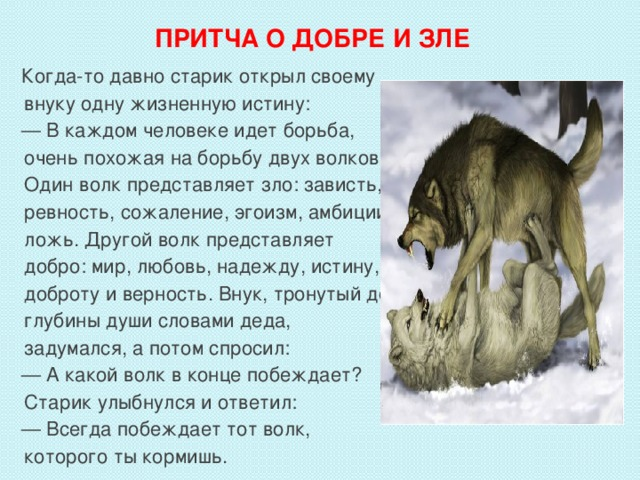 ПРИТЧА О ДОБРЕ И ЗЛЕ
Когда-то давно старик открыл своему
внуку одну жизненную истину:
— В каждом человеке идет борьба,
очень похожая на борьбу двух волков
Один волк представляет зло: зависть,
ревность, сожаление, эгоизм, амбиции
ложь. Другой волк представляет
добро: мир, любовь, надежду, истину,
доброту и верность. Внук, тронутый до
глубины души словами деда,
задумался, а потом спросил:
— А какой волк в конце побеждает?
Старик улыбнулся и ответил:
— Всегда побеждает тот волк,
которого ты кормишь.